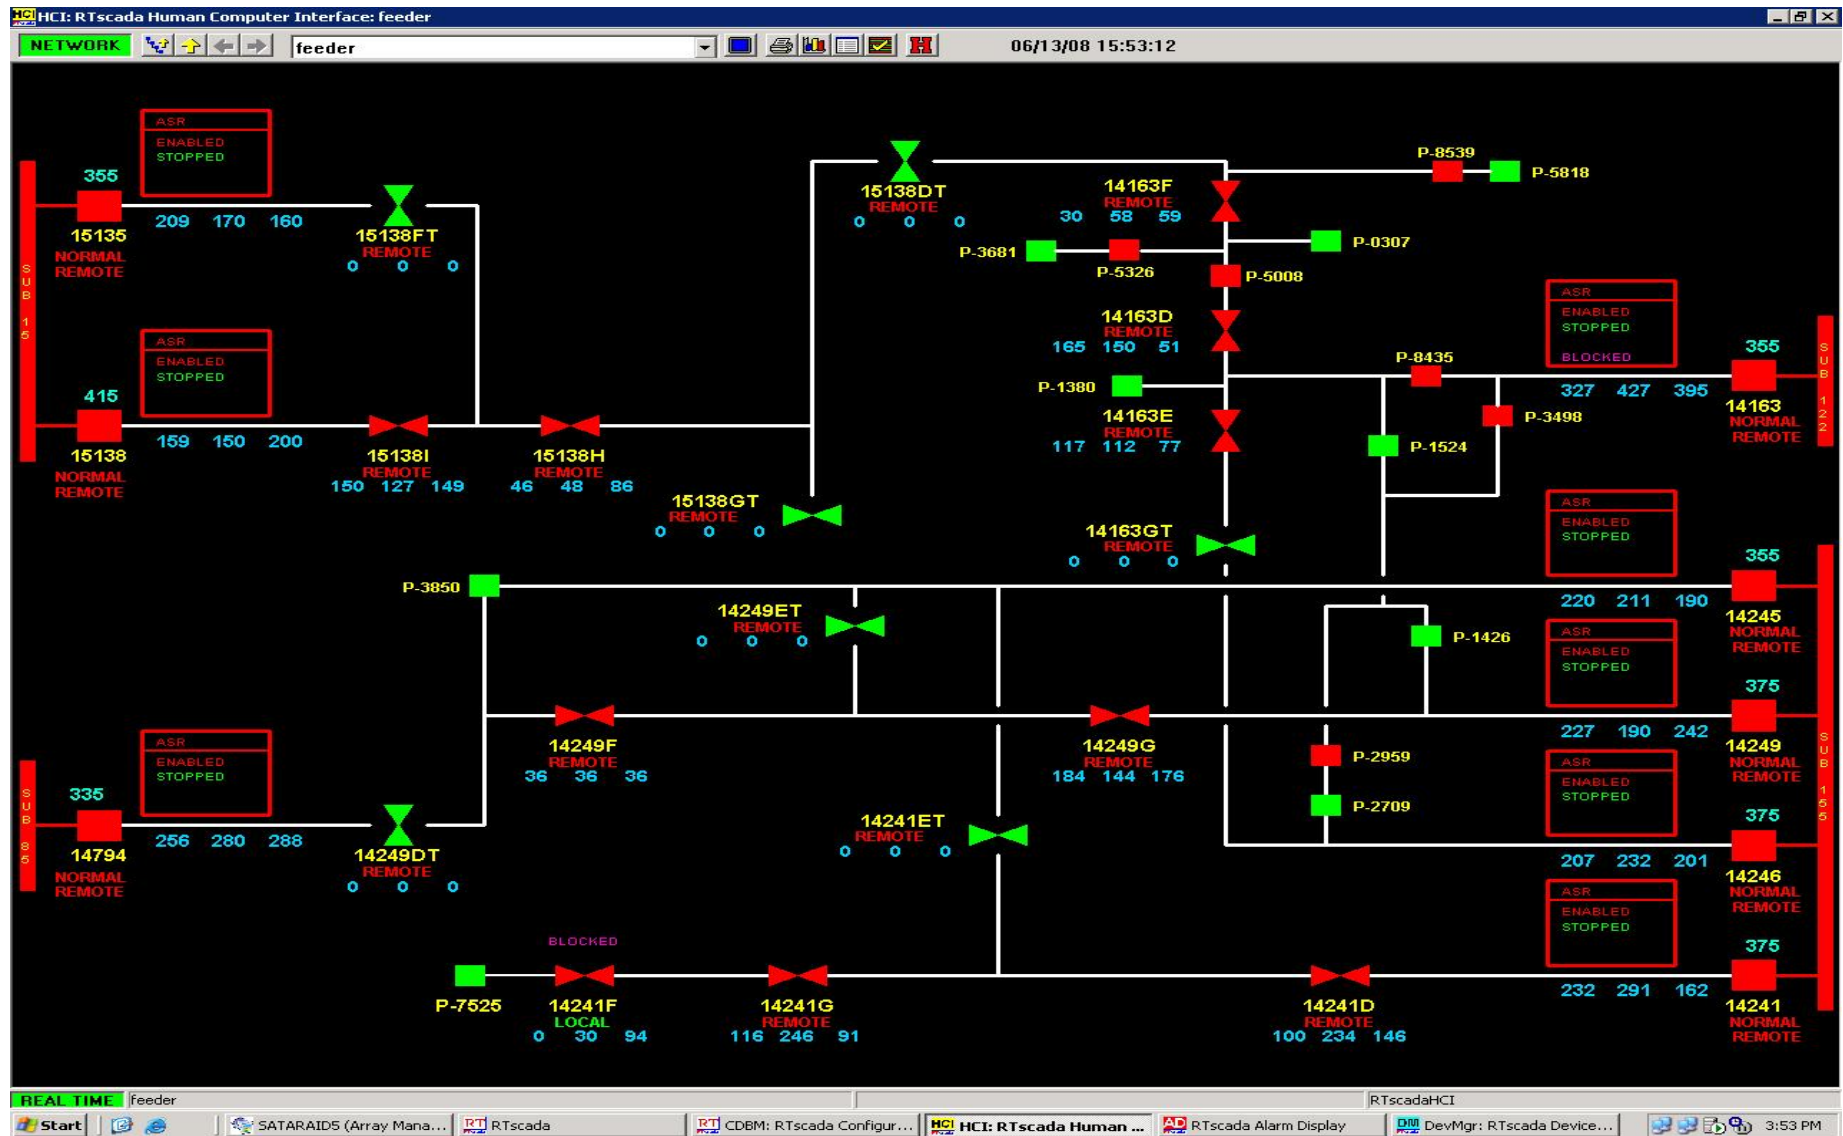 HCI: RTscada Human Computer Interface: feeder
NETWORK
feeder
06/13/08 15:53:12
ASR
ENABLED
STOPPED
355
15135
NORMAL
REMOTE
209 170 160
15138FT
REMOTE
0 0 0
SUB 15
ASR
ENABLED
STOPPED
415
15138
NORMAL
REMOTE
159 150 200
15138I
REMOTE
150 127 149
15138H
REMOTE
46 48 86
15138GT
REMOTE
0 0 0
15138DT
REMOTE
0 0 0
14163F
REMOTE
30 58 59
P-8539
P-5818
P-3681
P-5326
P-0307
P-5008
14163D
REMOTE
165 150 51
P-1380
14163E
REMOTE
117 112 77
14163GT
REMOTE
0 0 0
P-8435
P-3498
P-1524
ASR
ENABLED
STOPPED
BLOCKED
327 427 395
355
14163
NORMAL
REMOTE
SUB 122
ASR
ENABLED
STOPPED
220 211 190
355
14245
NORMAL
REMOTE
P-3850
14249ET
REMOTE
0 0 0
P-1426
ASR
ENABLED
STOPPED
227 190 242
375
14249
NORMAL
REMOTE
14249F
REMOTE
36 36 36
14249G
REMOTE
184 144 176
P-2959
P-2709
ASR
ENABLED
STOPPED
207 232 201
375
14246
NORMAL
REMOTE
SUB 155
ASR
ENABLED
STOPPED
335
14794
NORMAL
REMOTE
256 280 288
SUB 85
14249DT
REMOTE
0 0 0
14241ET
REMOTE
0 0 0
ASR
ENABLED
STOPPED
232 291 162
375
14241
NORMAL
REMOTE
BLOCKED
P-7525
14241F
LOCAL
0 30 94
14241G
REMOTE
116 246 91
14241D
REMOTE
100 234 146
REAL TIME
feeder
RTscadaHCI
Start
SATARAID5 (Array Mana...
RTscada
CDBM: RTscada Configur...
HCI: RTscada Human ...
RTscada Alarm Display
DevMgr: RTscada Device...
3:53 PM